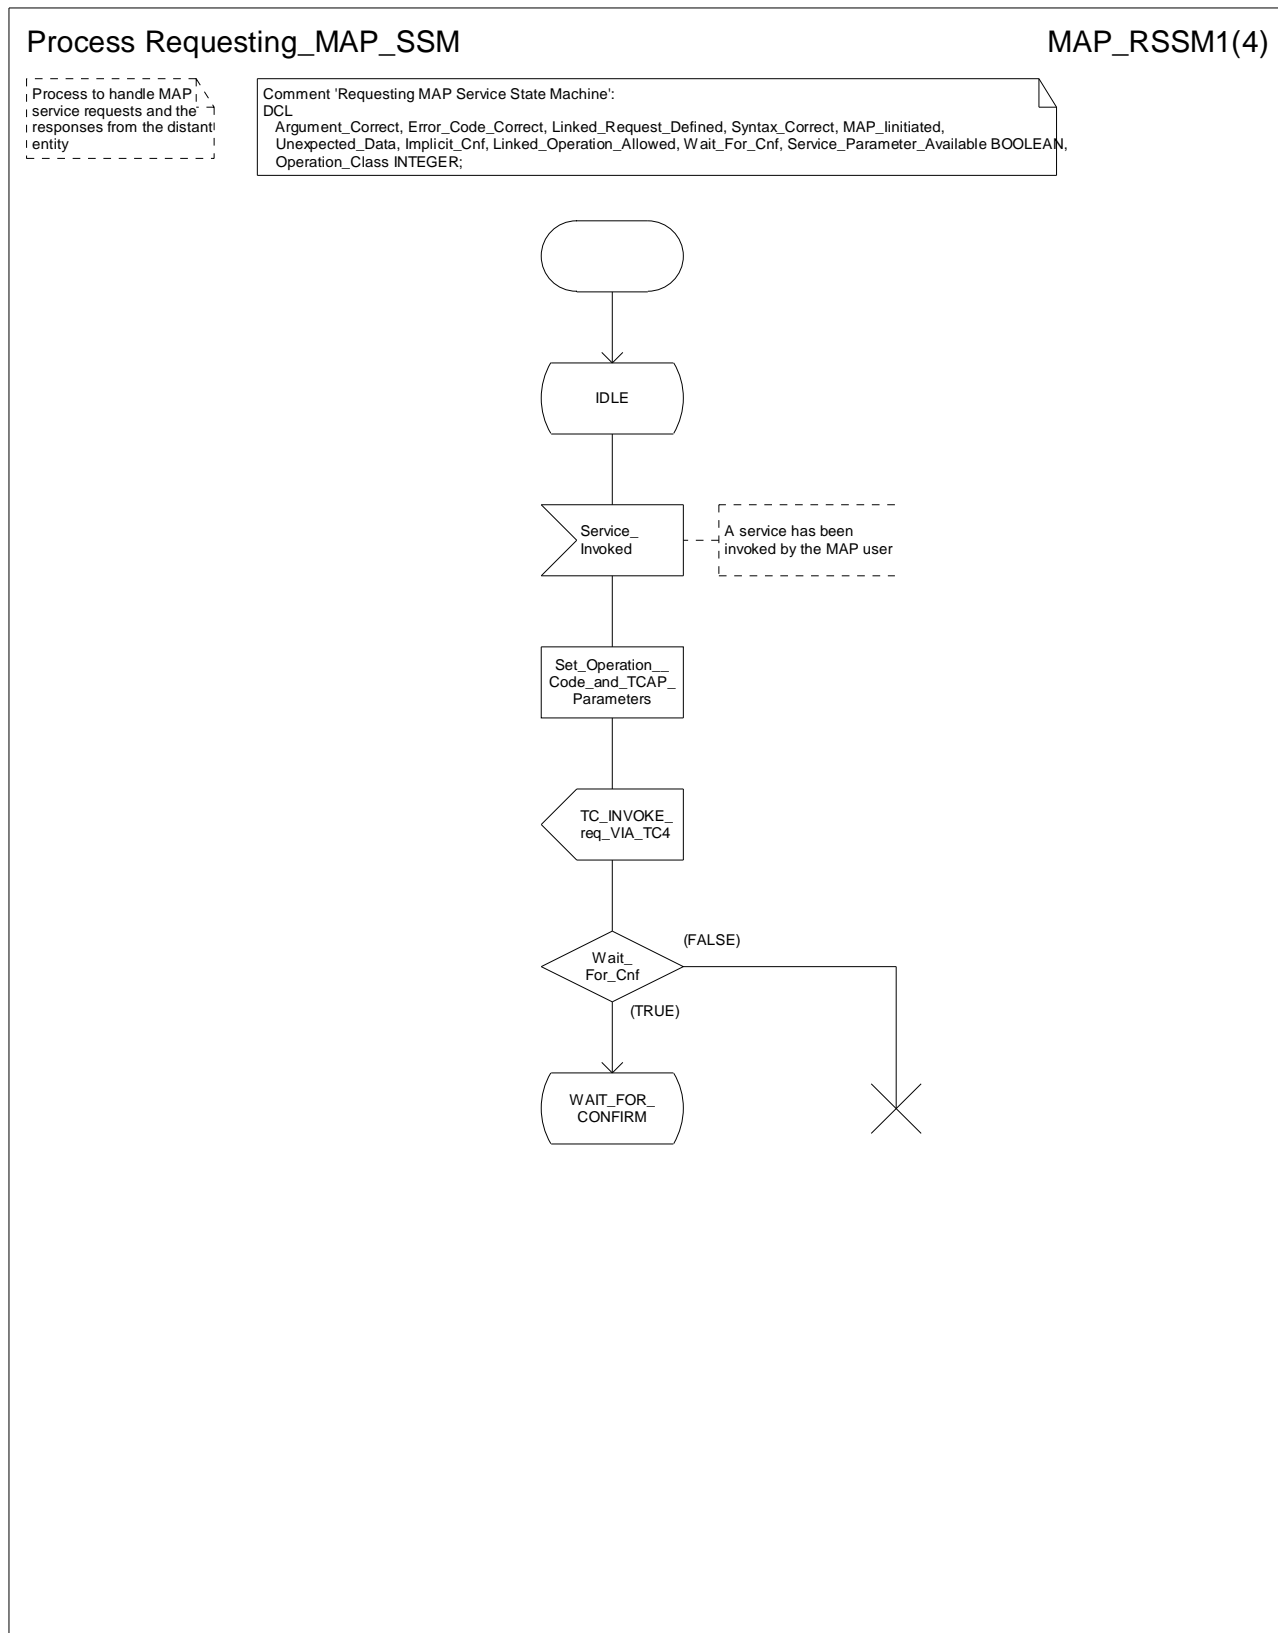 Process Requesting_MAP_SSM
MAP_RSSM1(4)
Process to handle MAP
service requests and the
responses from the distant
entity
Comment 'Requesting MAP Service State Machine':
DCL
Argument_Correct, Error_Code_Correct, Linked_Request_Defined, Syntax_Correct, MAP_Iinitiated,
Unexpected_Data, Implicit_Cnf, Linked_Operation_Allowed, Wait_For_Cnf, Service_Parameter_Available BOOLEAN,
Operation_Class INTEGER;
IDLE
Service_
Invoked
A service has been
invoked by the MAP user
Set_Operation__
Code_and_TCAP_
Parameters
TC_INVOKE_
req_VIA_TC4
(FALSE)
Wait_
For_Cnf
(TRUE)
WAIT_FOR_
CONFIRM